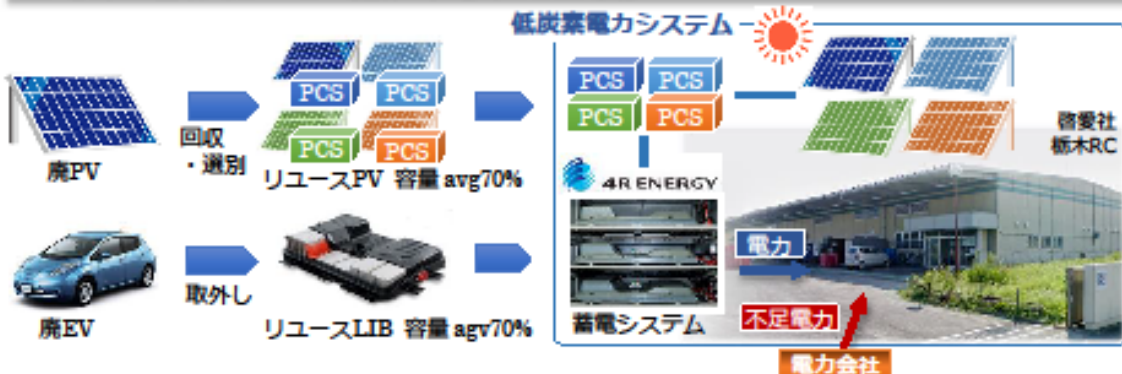 低炭素電力システム
PCS
PCS
PCS
PCS
廃PV
回収
・選別
リユースPV 容量 avg70%
PCS
PCS
PCS
PCS
啓愛社
栃木RC
4R ENERGY
廃EV
取外し
リユースLIB 容量 agv70%
蓄電システム
電力
不足電力
電力会社